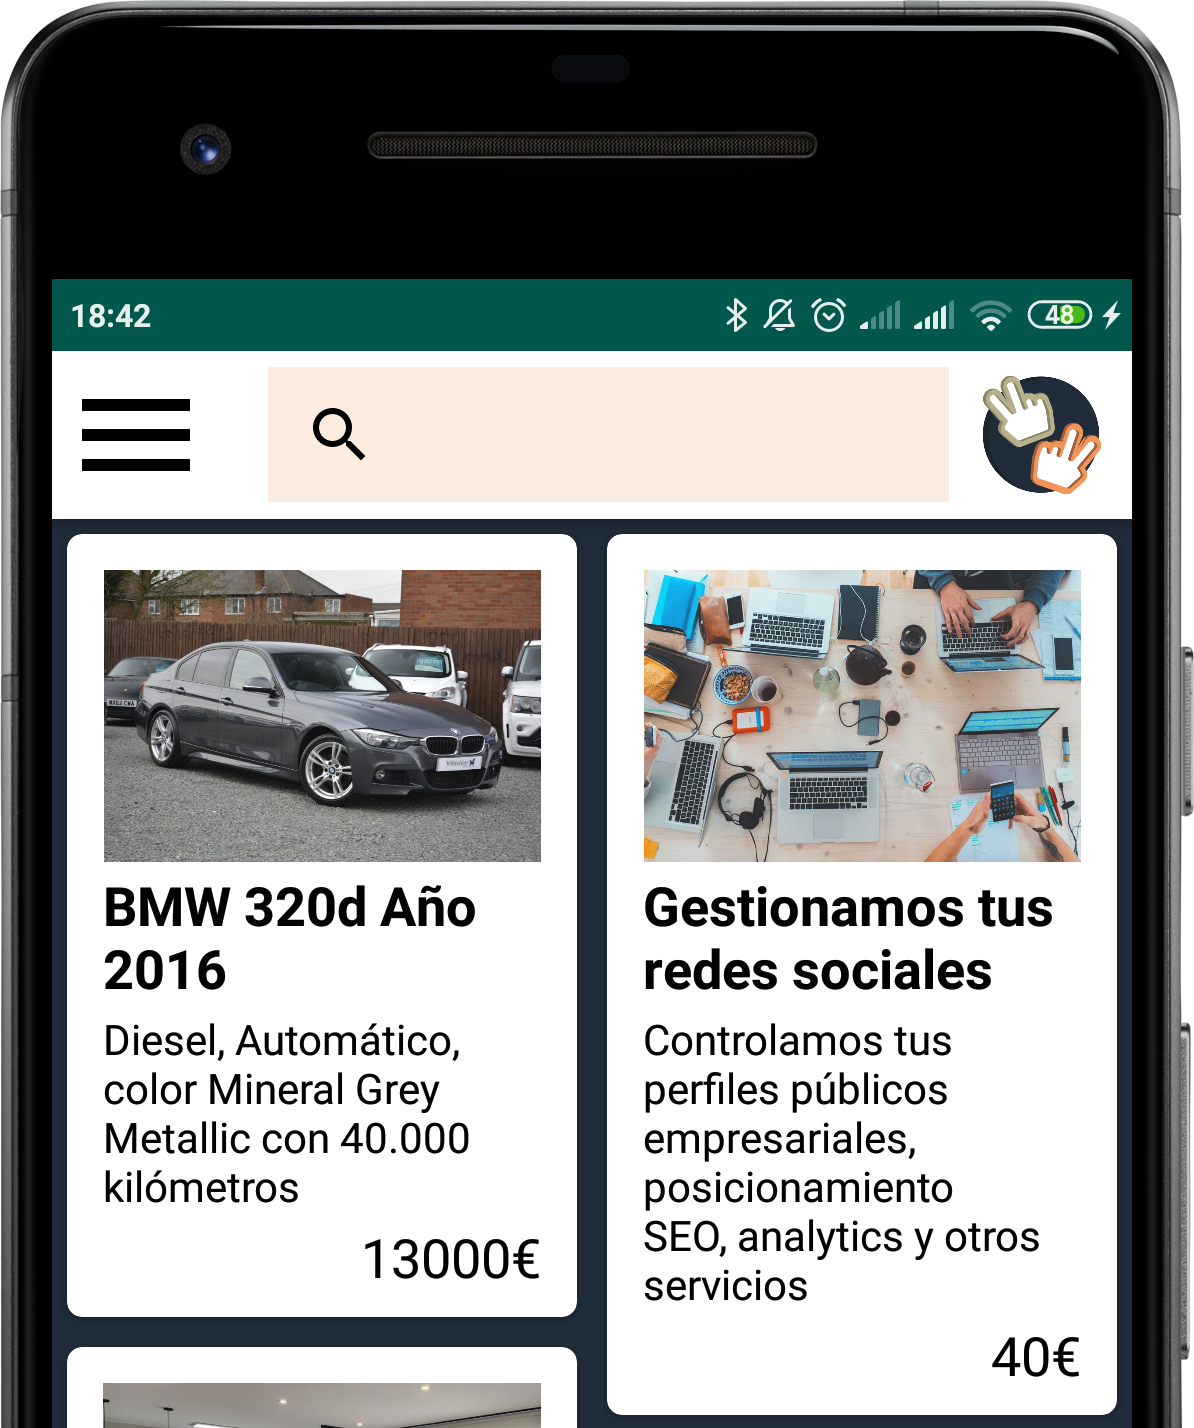 18:42
48
BMW 320d Año
2016
Diesel, Automático,
color Mineral Grey
Metallic con 40.000
kilómetros
13000€
Gestionamos tus
redes sociales
Controlamos tus
perfiles públicos
empresariales,
posicionamiento
SEO, analytics y otros
servicios
40€